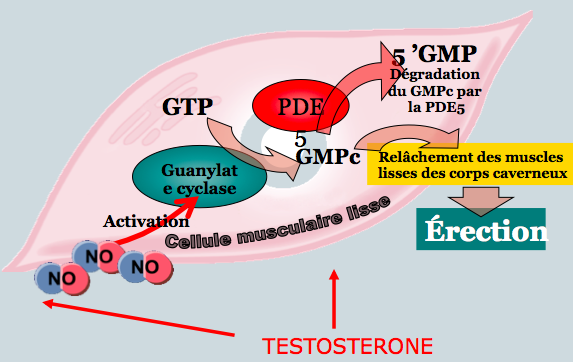 5 ’GMP
Dégradation
du GMPc par
la PDE5
GTP
PDE
5
GMPc
Relâchement des muscles
lisses des corps caverneux
Guanylat
e cyclase
Activation
Cellule musculaire lisse
Érection
NO
NO
NO
TESTOSTERONE